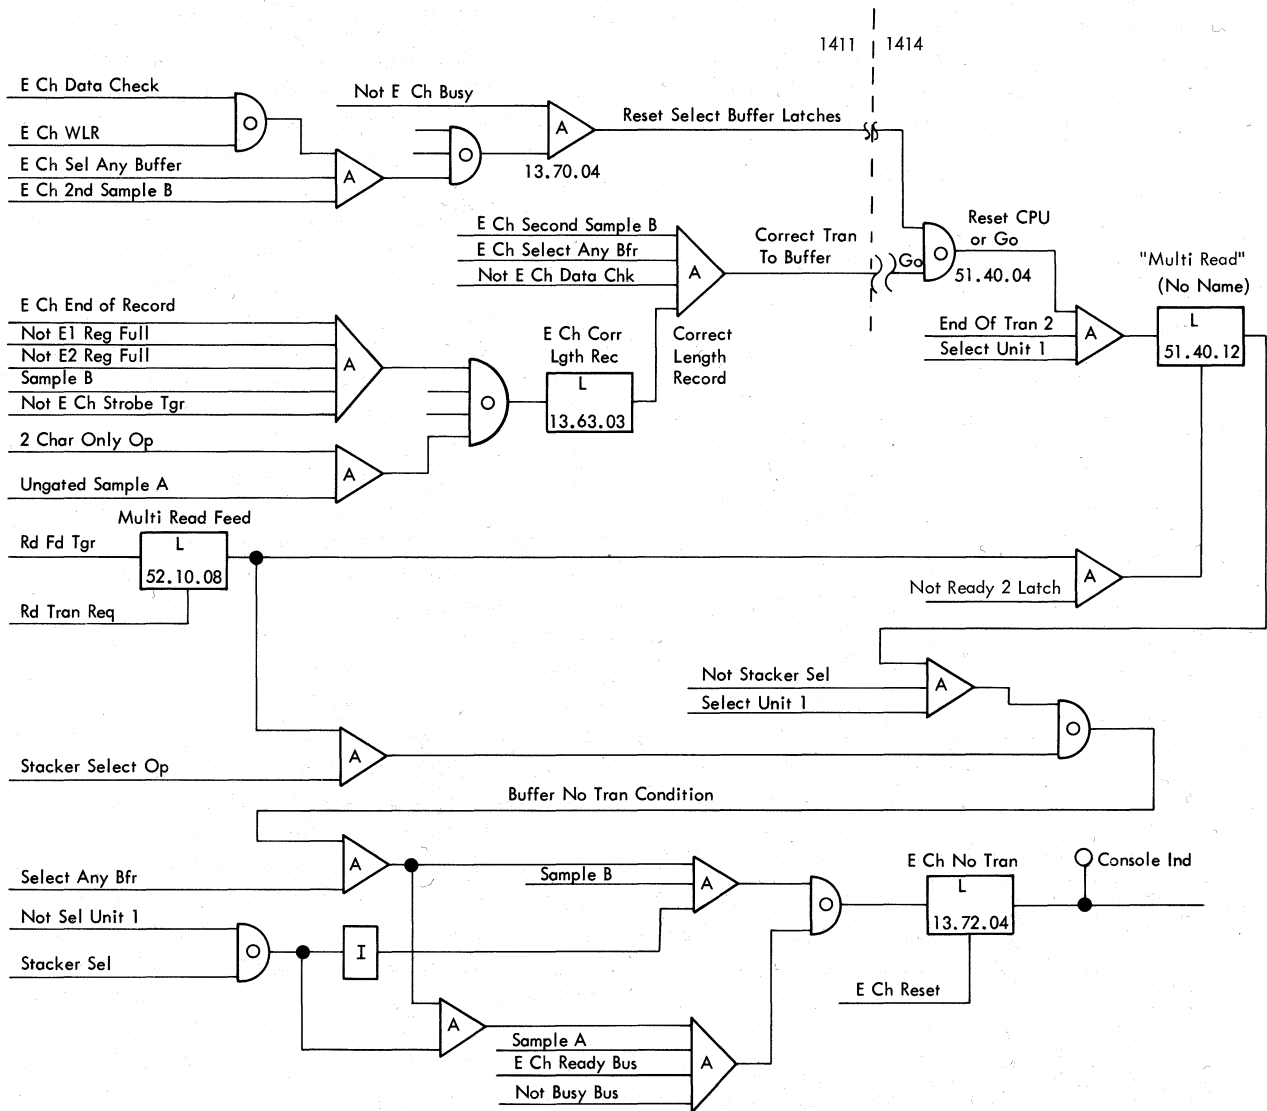 1411 1414
E Ch Data Check
Not E Ch Busy
Reset Select Buffer Latches
O
A
E Ch WLR
O
E Ch Sel Any Buffer
A
13.70.04
E Ch 2nd Sample B
E Ch Second Sample B
Correct Tran
To Buffer
Reset CPU
or Go
E Ch Select Any Bfr
Go
O
"Multi Read"
(No Name)
Not E Ch Data Chk
A
51.40.04
E Ch End of Record
Not E1 Reg Full
Not E2 Reg Full
Sample B
Not E Ch Strobe Tgr
A
E Ch Corr
Lgth Rec
Correct
Length
Record
End Of Tran 2
Select Unit 1
A
L
51.40.12
O
L
13.63.03
2 Char Only Op
A
Ungated Sample A
Multi Read Feed
Rd Fd Tgr
L
52.10.08
A
Not Ready 2 Latch
Rd Tran Req
Not Stacker Sel
A
Select Unit 1
O
Stacker Select Op
A
Buffer No Tran Condition
A
Select Any Bfr
Sample B
A
E Ch No Tran
Console Ind
L
13.72.04
O
Not Sel Unit 1
O
I
Stacker Sel
E Ch Reset
A
Sample A
E Ch Ready Bus
A
Not Busy Bus